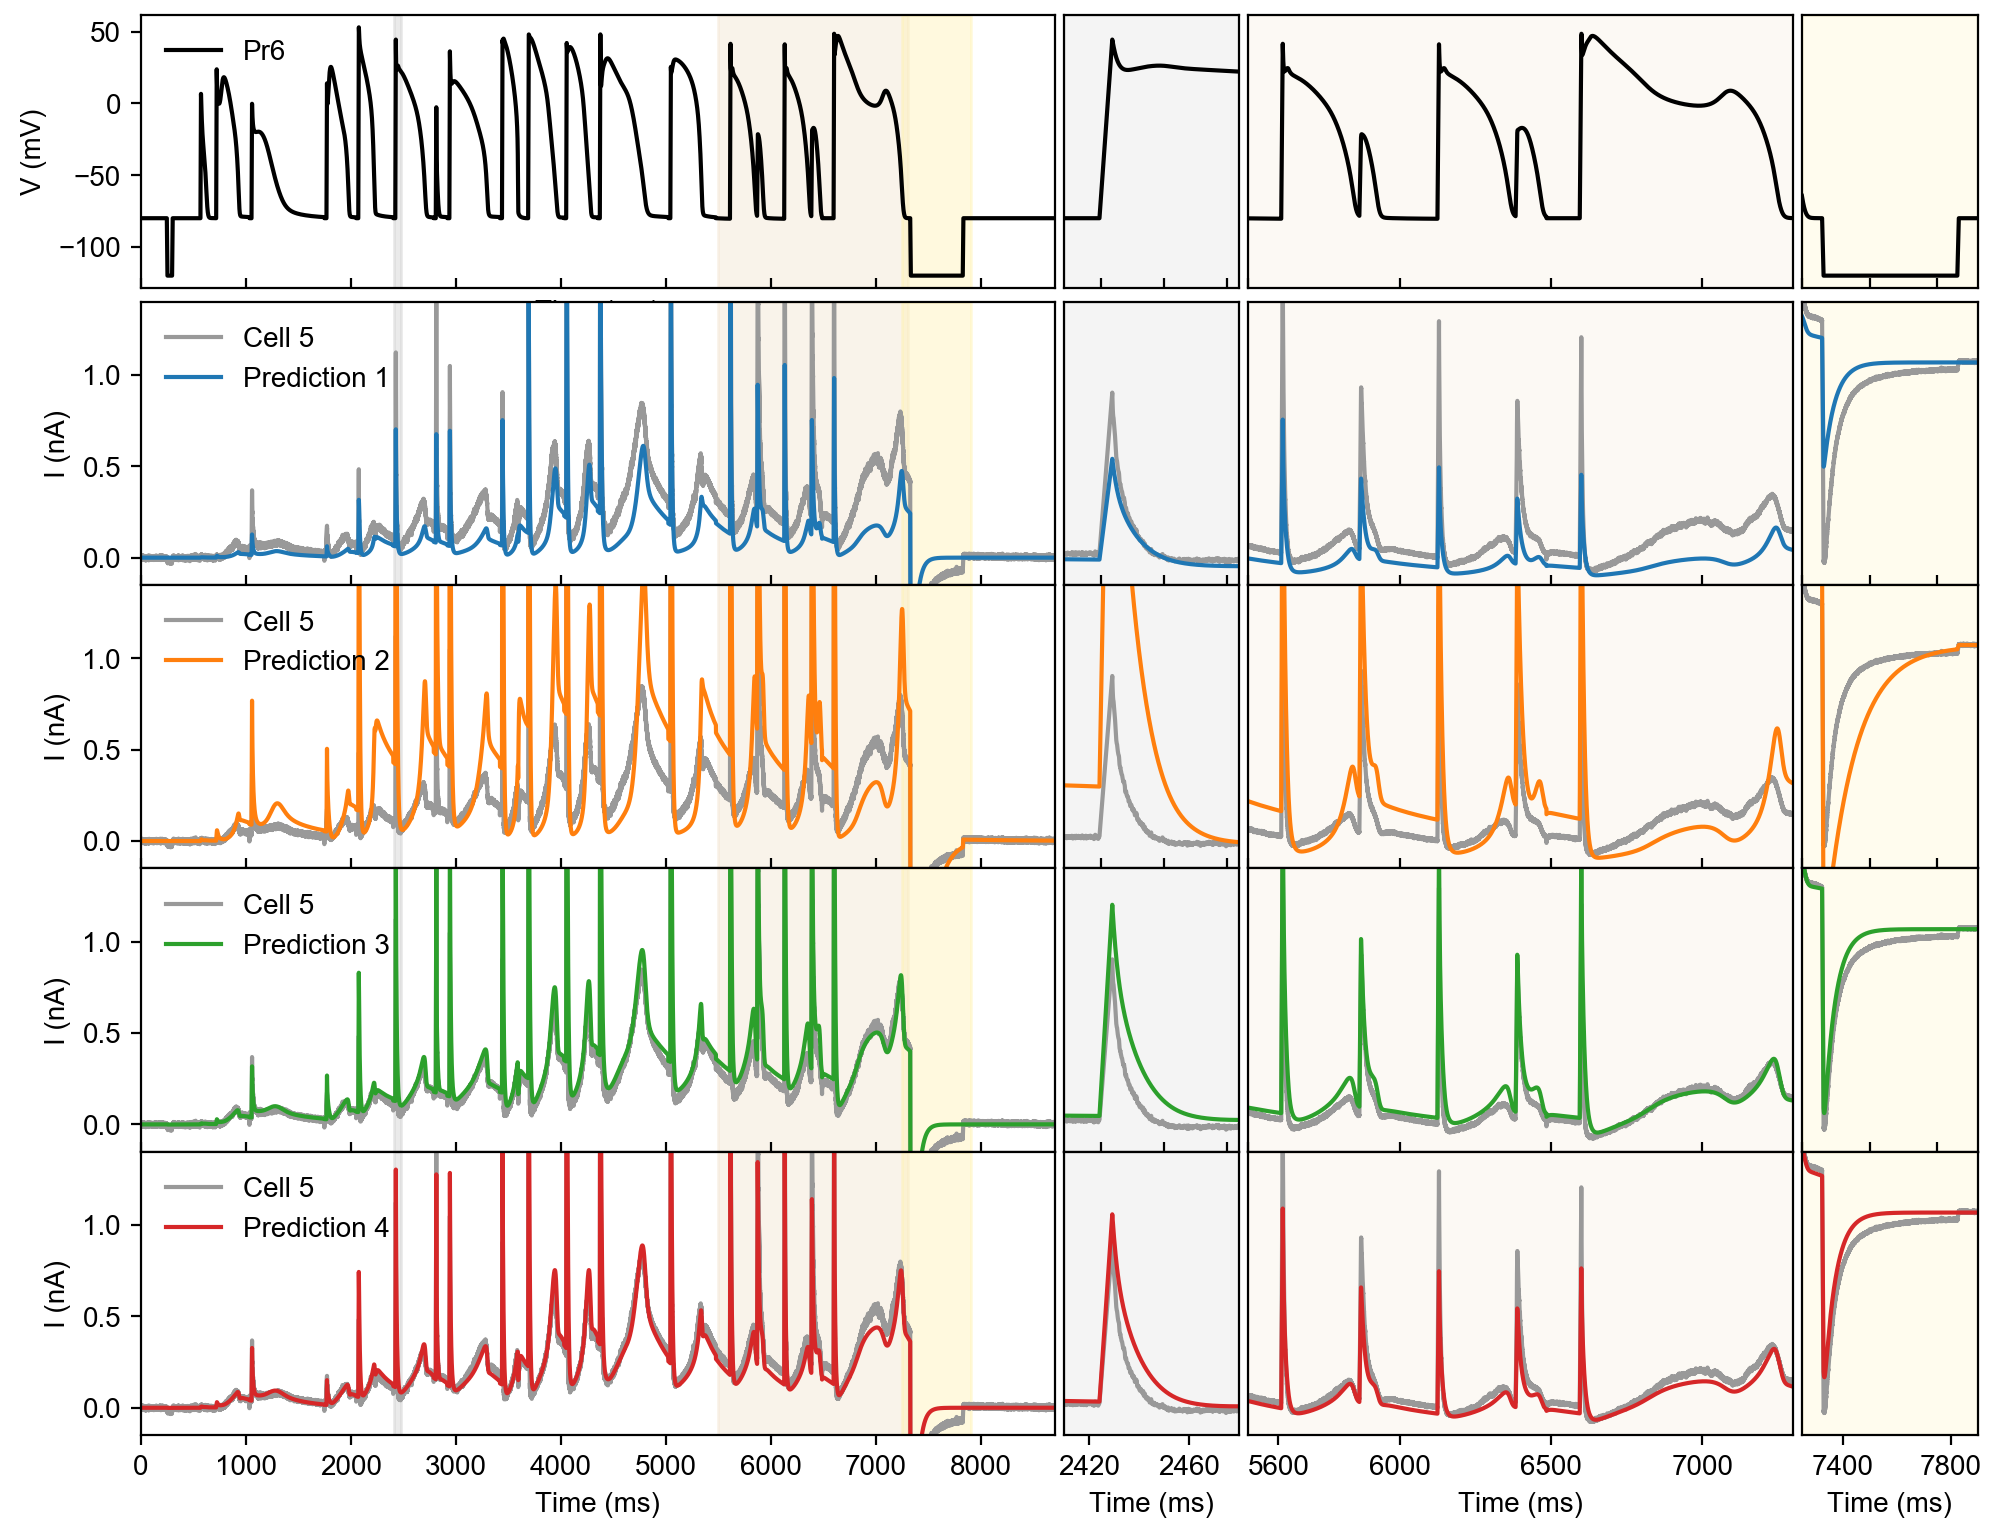 50
0
−50
−100
V (mV)
Pr6
1.0
0.5
0.0
I (nA)
Cell 5
Prediction 1
1.0
0.5
0.0
I (nA)
Cell 5
Prediction 2
1.0
0.5
0.0
I (nA)
Cell 5
Prediction 3
1.0
0.5
0.0
I (nA)
Cell 5
Prediction 4
0 1000 2000 3000 4000 5000 6000 7000 8000
2420 2460
5600 6000 6500 7000
7400 7800
Time (ms)
Time (ms)
Time (ms)
Time (ms)